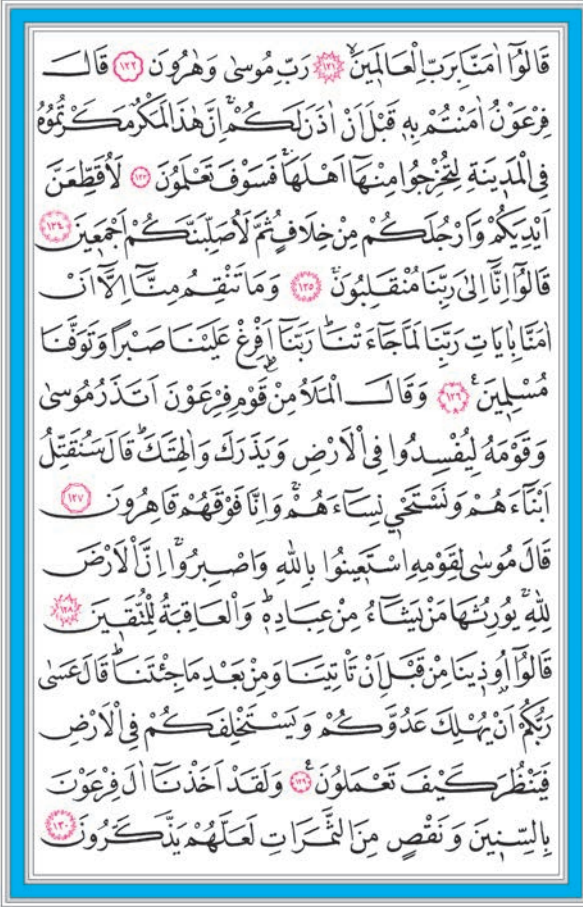 قَالُٓوا اٰمَنَّا بِرَبِّ الْعَالَمٖينَۙ ﴿١٢١﴾ رَبِّ مُوسٰى وَهٰرُونَ ﴿١٢٢﴾ قَالَ
فِرْعَوْنُ اٰمَنْتُمْ بِهٖ قَبْلَ اَنْ اٰذَنَ لَكُمْۚ اِنَّ هٰذَا لَمَكْرٌ مَكَرْتُمُوهُ
فِي الْمَدٖينَةِ لِتُخْرِجُوا مِنْهَٓا اَهْلَهَاۚ فَسَوْفَ تَعْلَمُونَ ﴿١٢٣﴾ لَاُقَطِّعَنَّ
اَيْدِيَكُمْ وَاَرْجُلَكُمْ مِنْ خِلَافٍ ثُمَّ لَاُصَلِّبَنَّكُمْ اَجْمَعٖينَ ﴿١٢٤﴾
قَالُٓوا اِنَّٓا اِلٰى رَبِّنَا مُنْقَلِبُونَۚ ﴿١٢٥﴾ وَمَا تَنْقِمُ مِنَّٓا اِلَّٓا اَنْ
اٰمَنَّا بِاٰيَاتِ رَبِّنَا لَمَّا جَٓاءَتْنَاؕ رَبَّنَٓا اَفْرِغْ عَلَيْنَا صَبْرًا وَتَوَفَّنَا
مُسْلِمٖينَ۟ ﴿١٢٦﴾ وَقَالَ الْمَلَاُ مِنْ قَوْمِ فِرْعَوْنَ اَتَذَرُ مُوسٰى
وَقَوْمَهُ لِيُفْسِدُوا فِي الْاَرْضِ وَيَذَرَكَ وَاٰلِهَتَكَؕ قَالَ سَنُقَتِّلُ
اَبْنَٓاءَهُمْ وَنَسْتَحْيٖ نِسَٓاءَهُمْۚ وَاِنَّا فَوْقَهُمْ قَاهِرُونَ ﴿١٢٧﴾
قَالَ مُوسٰى لِقَوْمِهِ اسْتَعٖينُوا بِاللّٰهِ وَاصْبِرُواۚ اِنَّ الْاَرْضَ
لِلّٰهِۚ يُورِثُهَا مَنْ يَشَٓاءُ مِنْ عِبَادِهٖؕ وَالْعَاقِبَةُ لِلْمُتَّقٖينَ ﴿١٢٨﴾
قَالُٓوا اُوذٖينَا مِنْ قَبْلِ اَنْ تَاْتِيَنَا وَمِنْ بَعْدِ مَا جِئْتَنَاؕ قَالَ عَسٰى
رَبُّكُمْ اَنْ يُهْلِكَ عَدُوَّكُمْ وَيَسْتَخْلِفَكُمْ فِي الْاَرْضِ
فَيَنْظُرَ كَيْفَ تَعْمَلُونَ۟ ﴿١٢٩﴾ وَلَقَدْ اَخَذْنَٓا اٰلَ فِرْعَوْنَ
بِالسِّنٖينَ وَنَقْصٍ مِنَ الثَّمَرَاتِ لَعَلَّهُمْ يَذَّكَّرُونَ ﴿١٣٠﴾